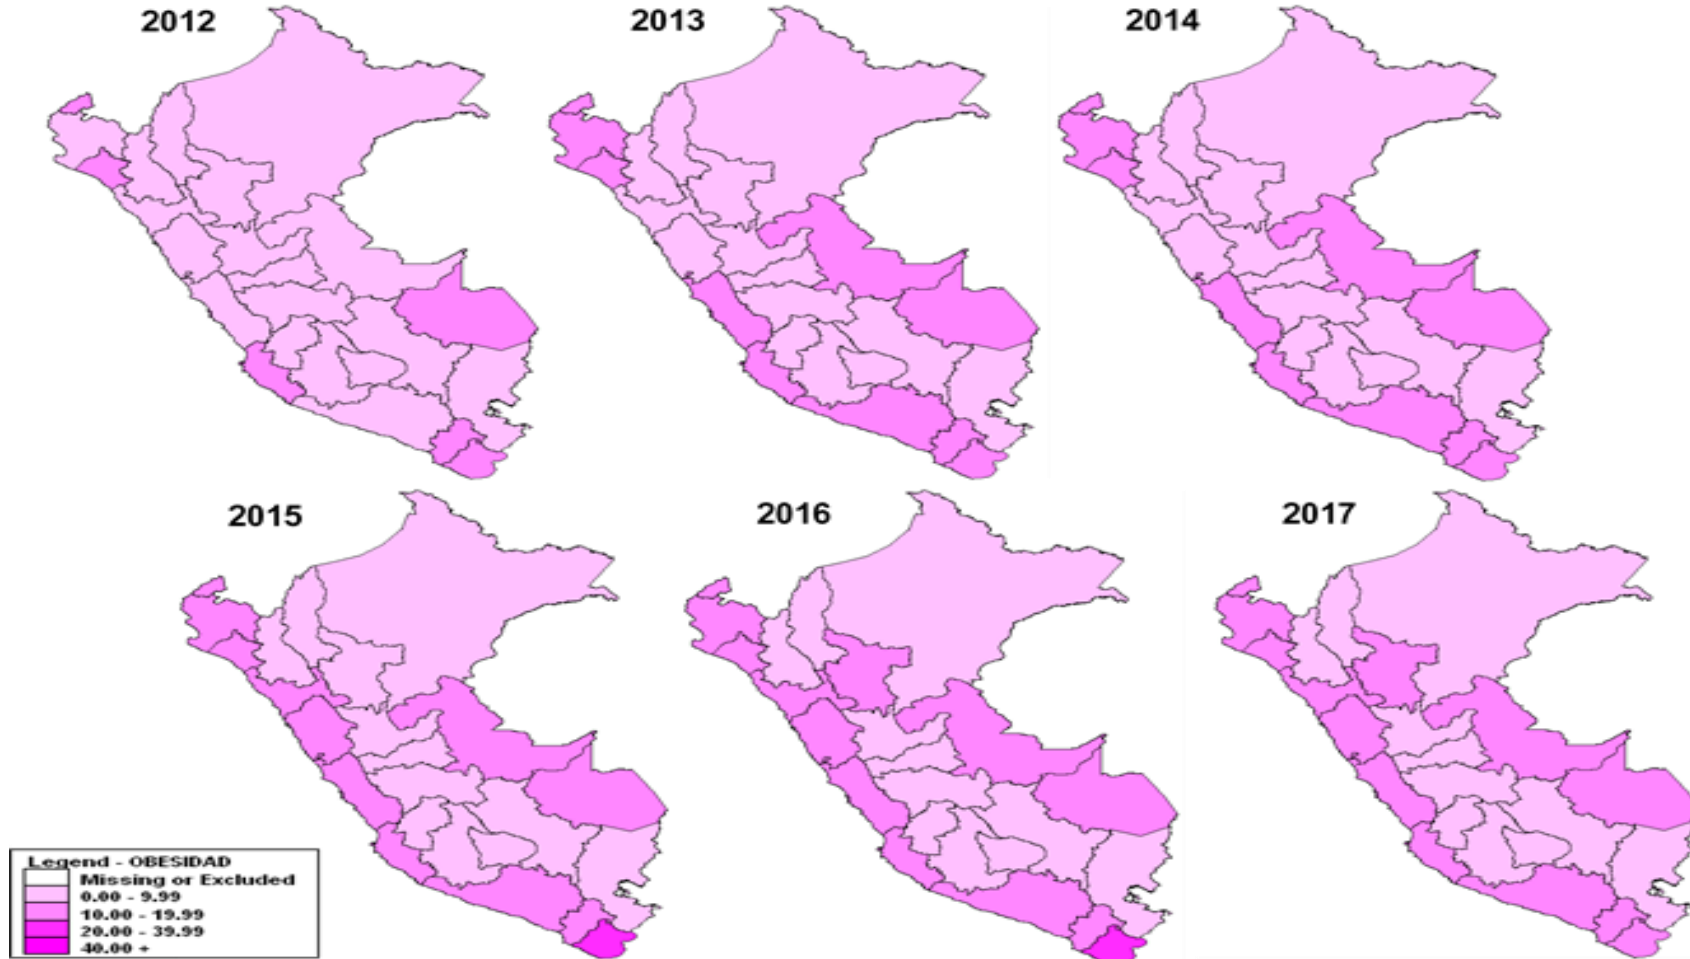 2012
2013
2014
2015
2016
2017
Legend - OBESIDAD
Missing or Excluded
0.00 - 9.99
10.00 - 19.99
20.00 - 39.99
40.00 +